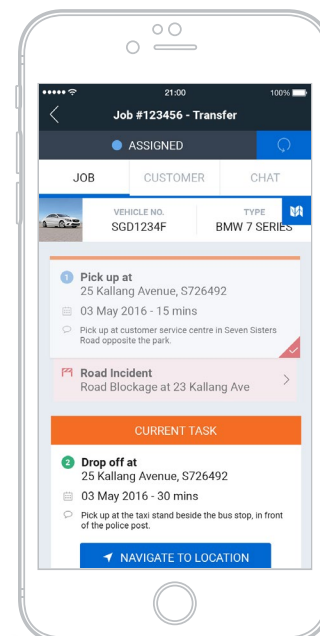 21:00
100%
Job #123456 - Transfer
ASSIGNED
JOB
CUSTOMER
CHAT
VEHICLE NO.
SGD1234F
TYPE
BMW 7 SERIES
1 Pick up at
25 Kallang Avenue, S726492
03 May 2016 - 15 mins
Pick up at customer service centre in Seven Sisters
Road opposite the park.
Road Incident
Road Blockage at 23 Kallang Ave
CURRENT TASK
2 Drop off at
25 Kallang Avenue, S726492
03 May 2016 - 30 mins
Pick up at the taxi stand beside the bus stop, in front
of the police post.
NAVIGATE TO LOCATION